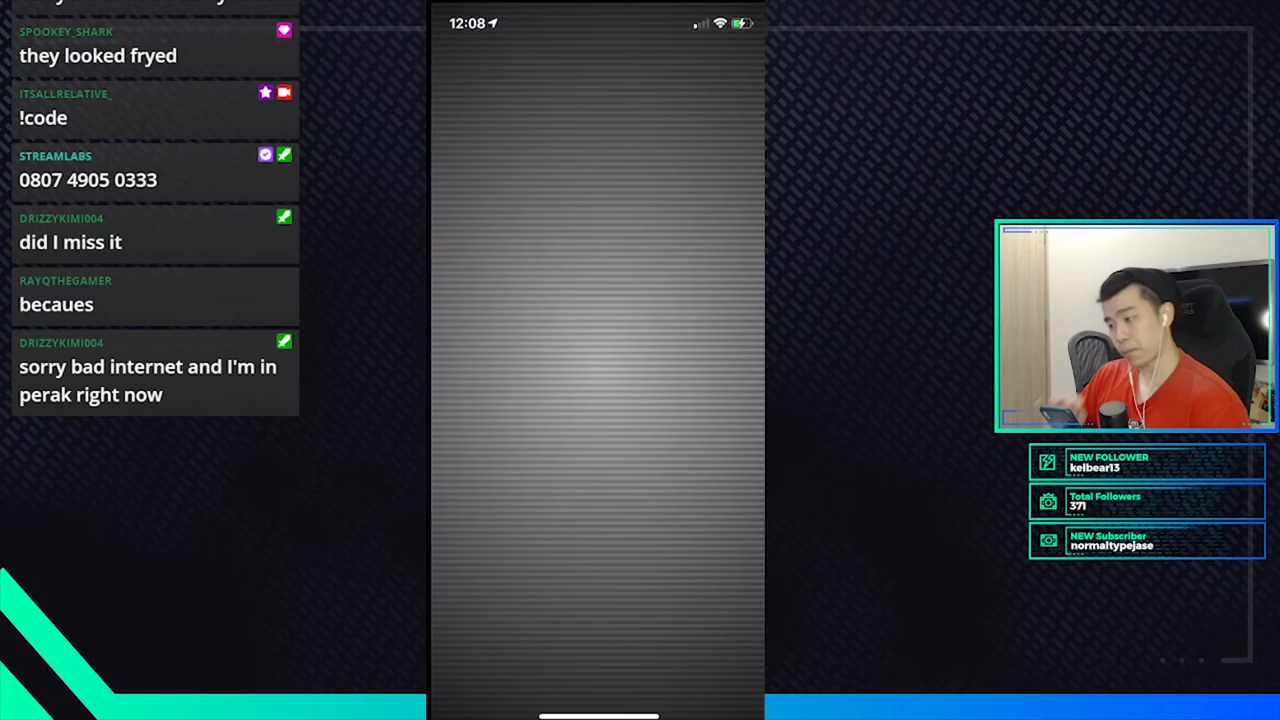 SPOOKEY_SHARK
they looked fryed
ITSALLRELATIVE_
!code
STREAMLABS
0807 4905 0333
DRIZZYKIMI004
did I miss it
RAYQTHEGAMER
becaues
DRIZZYKIMI004
sorry bad internet and I'm in
perak right now
12:08
NEW FOLLOWER
kelbear13
Total Followers
371
NEW Subscriber
normaltypejase